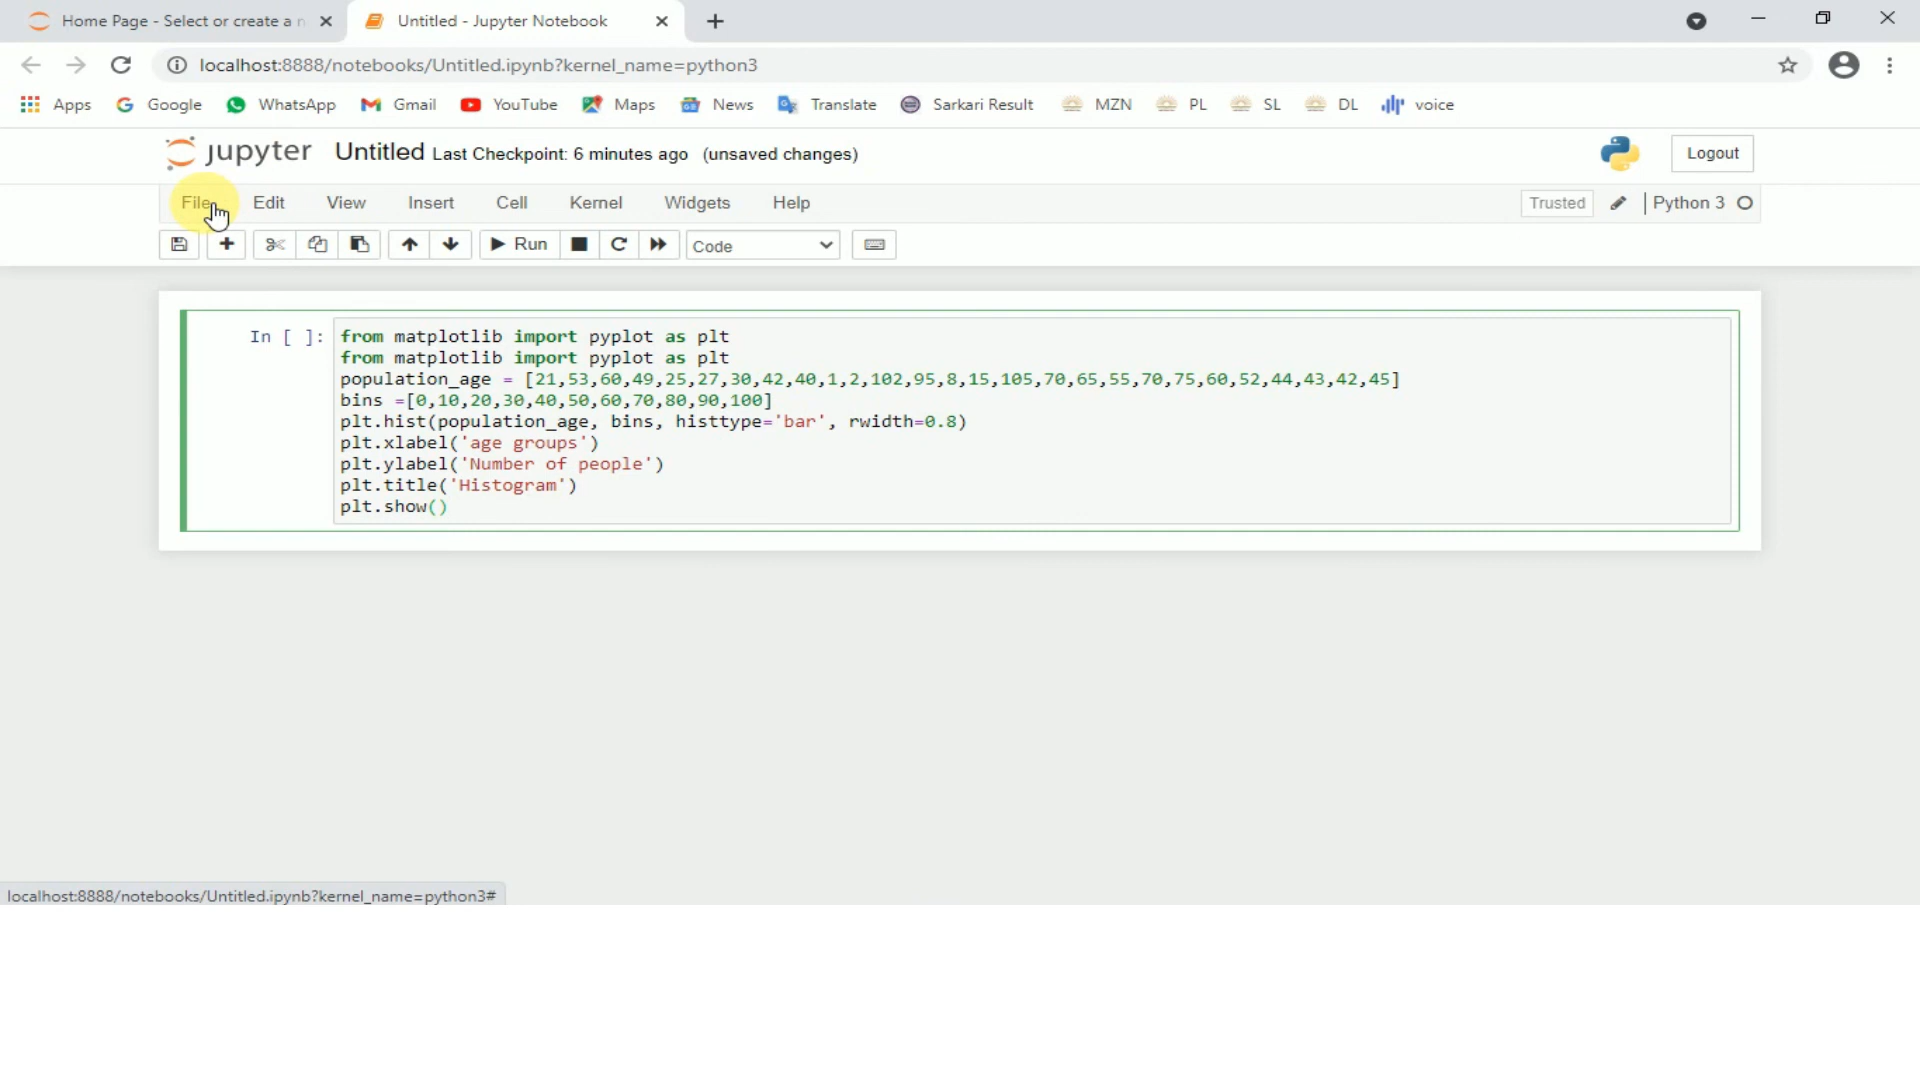 Home Page - Select or create a n
Untitled - Jupyter Notebook
localhost:8888/notebooks/Untitled.ipynb?kernel_name=python3
Apps Google WhatsApp Gmail YouTube Maps News Translate Sarkari Result MZN PL SL DL voice
jupyter Untitled Last Checkpoint: 6 minutes ago (unsaved changes) Logout
File Edit View Insert Cell Kernel Widgets Help Trusted Python 3
Run Code
In [ ]: from matplotlib import pyplot as plt
from matplotlib import pyplot as plt
population_age = [21,53,60,49,25,27,30,42,40,1,2,102,95,8,15,105,70,65,55,70,75,60,52,44,43,42,45]
bins =[0,10,20,30,40,50,60,70,80,90,100]
plt.hist(population_age, bins, histtype='bar', rwidth=0.8)
plt.xlabel('age groups')
plt.ylabel('Number of people')
plt.title('Histogram')
plt.show()
localhost:8888/notebooks/Untitled.ipynb?kernel_name=python3#